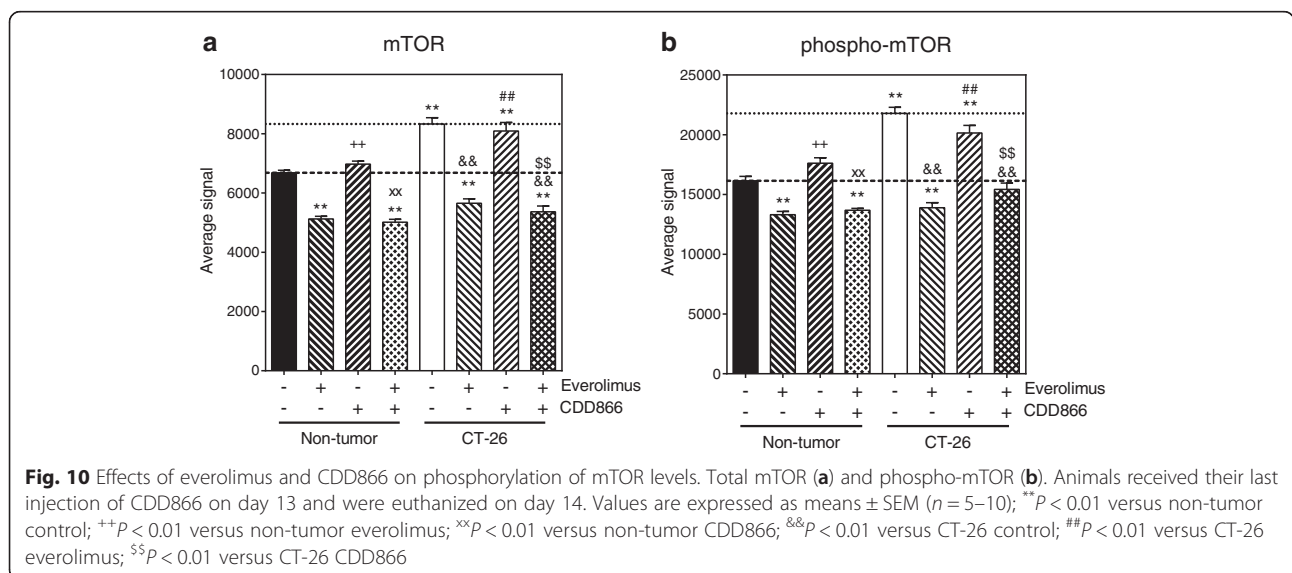 a
mTOR
10000
8000
6000
4000
2000
0
Average signal
**
++
xx
**
**
&&
**
##
**
$$
&&
**
- + - + - + - + Everolimus
- - + + - - + + CDD866
Non-tumor CT-26
b
phospho-mTOR
25000
20000
15000
10000
5000
0
Average signal
**
++
xx
**
**
&&
**
##
**
$$
&&
- + - + - + - + Everolimus
- - + + - - + + CDD866
Non-tumor CT-26
Fig. 10 Effects of everolimus and CDD866 on phosphorylation of mTOR levels. Total mTOR (a) and phospho-mTOR (b). Animals received their last
injection of CDD866 on day 13 and were euthanized on day 14. Values are expressed as means ± SEM (n = 5–10); **P < 0.01 versus non-tumor
control; ++P < 0.01 versus non-tumor everolimus; xxP < 0.01 versus non-tumor CDD866; &&P < 0.01 versus CT-26 control; ##P < 0.01 versus CT-26
everolimus; $$P < 0.01 versus CT-26 CDD866